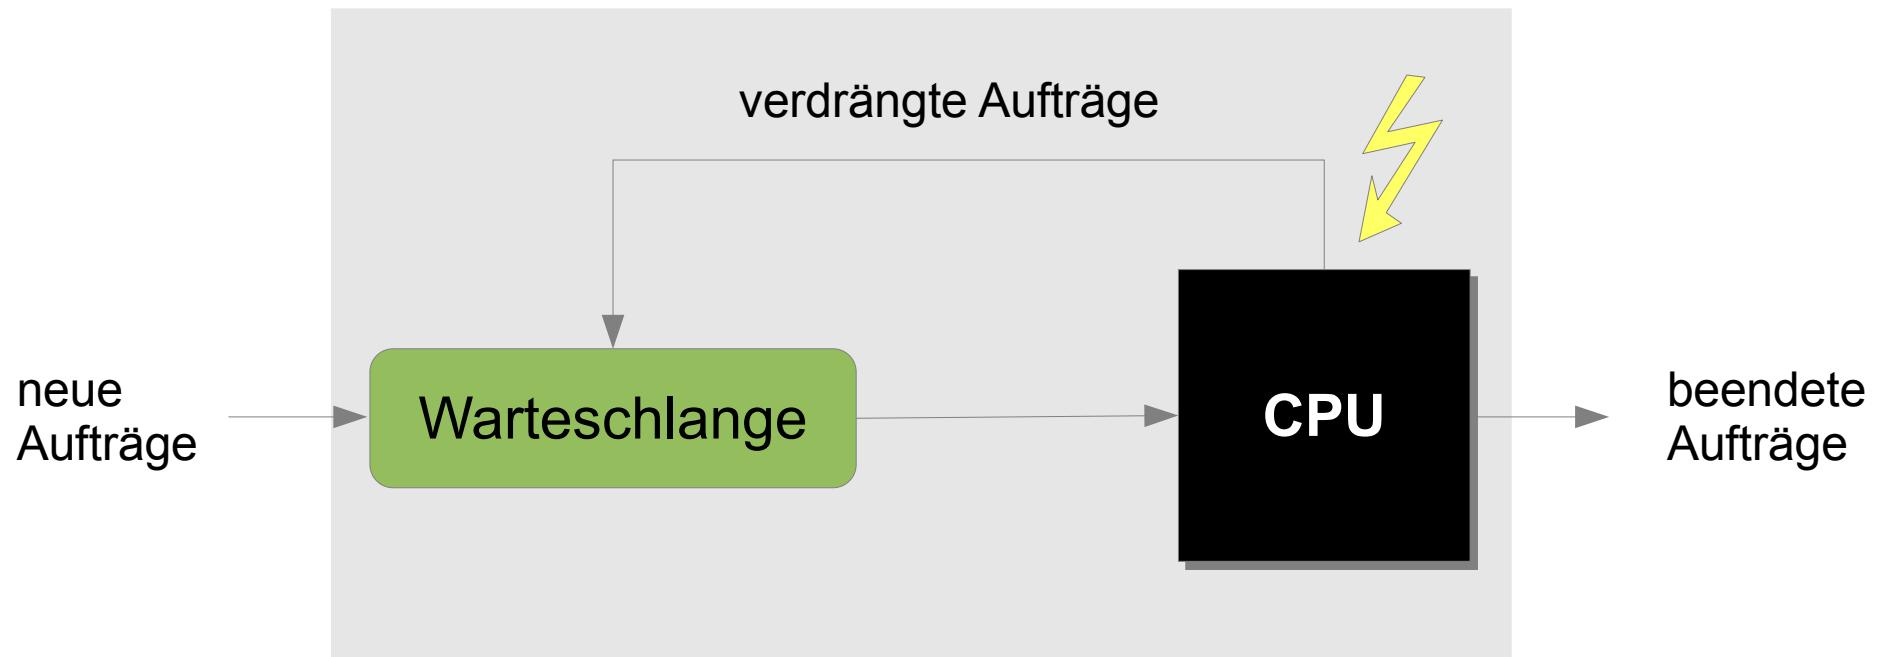 verdrängte Aufträge
neue
Aufträge
Warteschlange
CPU
beendete
Aufträge